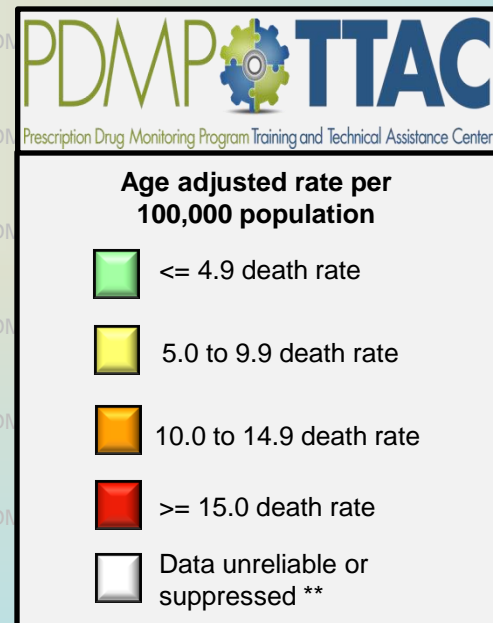 PDMP TTAC
Prescription Drug Monitoring Program Training and Technical Assistance Center
Age adjusted rate per
100,000 population
<= 4.9 death rate
5.0 to 9.9 death rate
10.0 to 14.9 death rate
>= 15.0 death rate
Data unreliable or
suppressed **